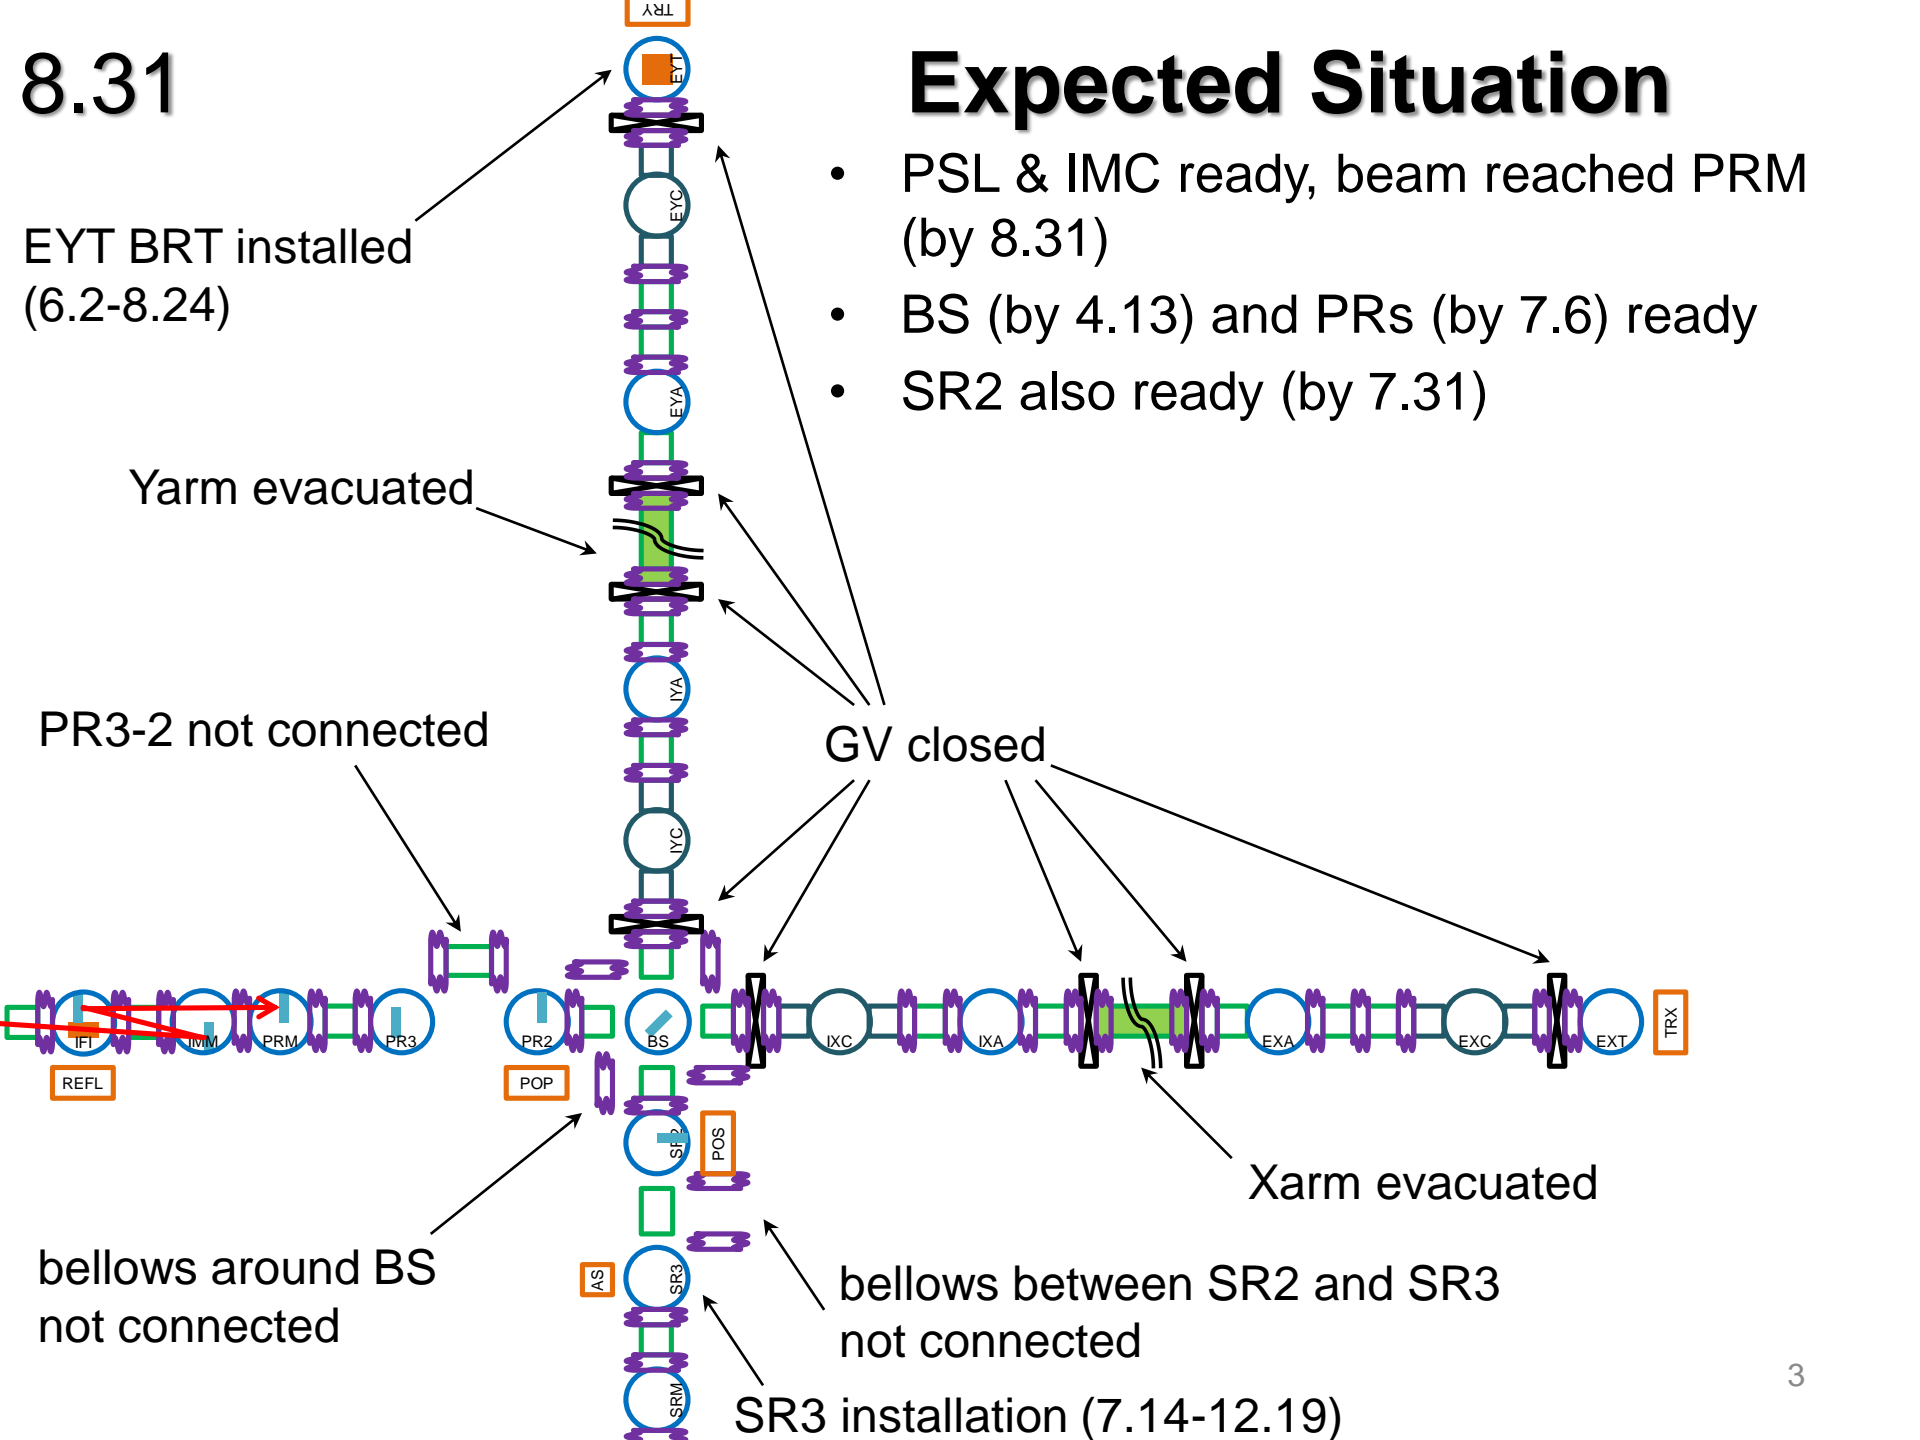 8.31
Expected Situation
• PSL & IMC ready, beam reached PRM
(by 8.31)
• BS (by 4.13) and PRs (by 7.6) ready
• SR2 also ready (by 7.31)
TRY
EYT
EYC
EYA
IYA
IYC
EYT BRT installed
(6.2-8.24)
Yarm evacuated
PR3-2 not connected
GV closed
IFI
IMM
PRM
PR3
PR2
BS
IXC
IXA
EXA
EXC
EXT
TRX
REFL
POP
SR2
POS
Xarm evacuated
bellows around BS
not connected
AS
SR3
bellows between SR2 and SR3
not connected
SRM
SR3 installation (7.14-12.19)
3